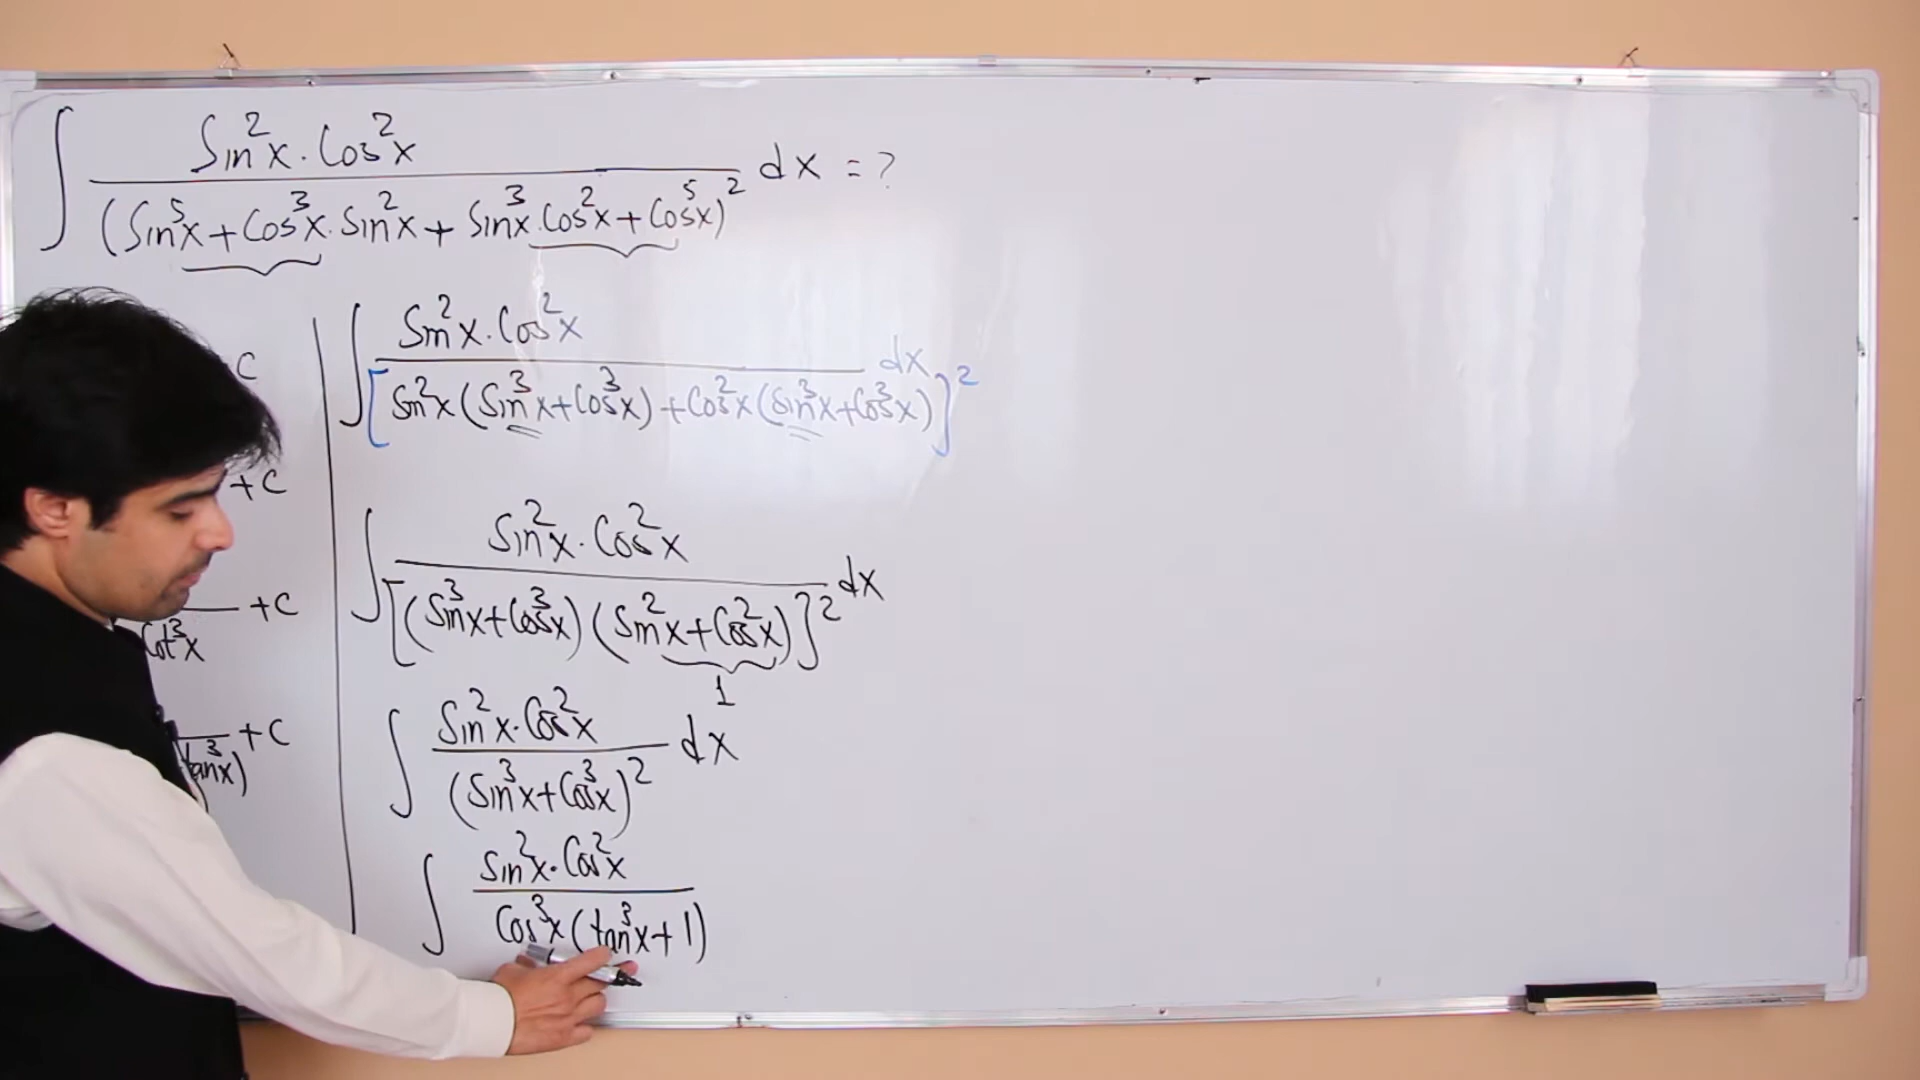 ∫ Sin²x·Cos²x / (Sin⁵x+Cos³x·Sin²x+Sin³x·Cos²x+Cos⁵x)² dx = ?
C
+C
+C
Cot³x
+C
tan³x)
∫ Sin²x·Cos²x / [Sin²x(Sin³x+Cos³x)+Cos²x(Sin³x+Cos³x)]² dx
∫ Sin²x·Cos²x / [(Sin³x+Cos³x)(Sin²x+Cos²x)]² dx
1
∫ Sin²x·Cos²x / (Sin³x+Cos³x)² dx
∫ Sin²x·Cos²x / Cos³x(tan³x+1)